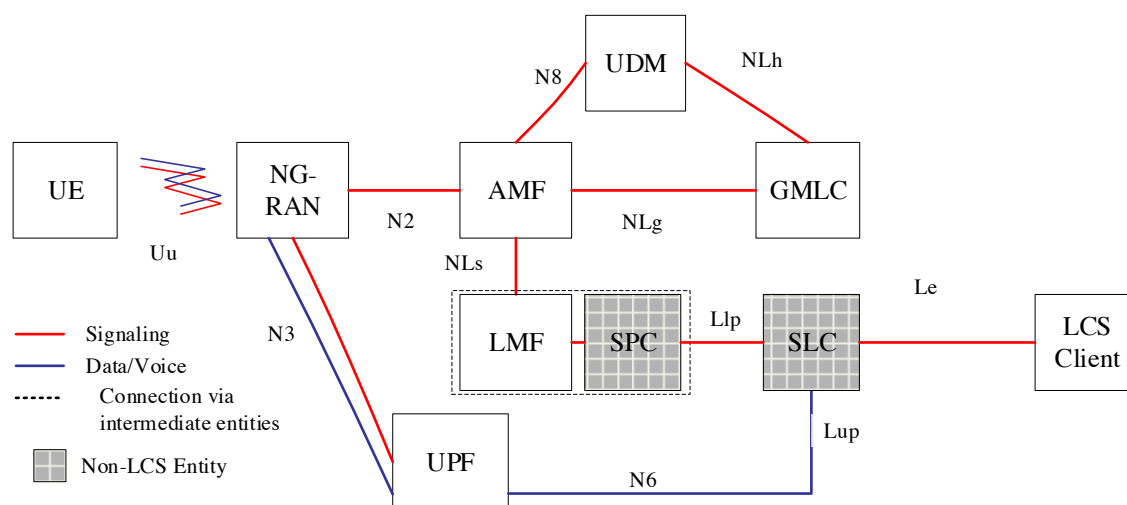 UDM
NLh
N8
UE
NG-
RAN
AMF
GMLC
N2
NLg
Uu
NLs
Le
N3
LMF
SPC
Llp
SLC
LCS
Client
Signaling
Data/Voice
Connection via
intermediate entities
Non-LCS Entity
UPF
Lup
N6